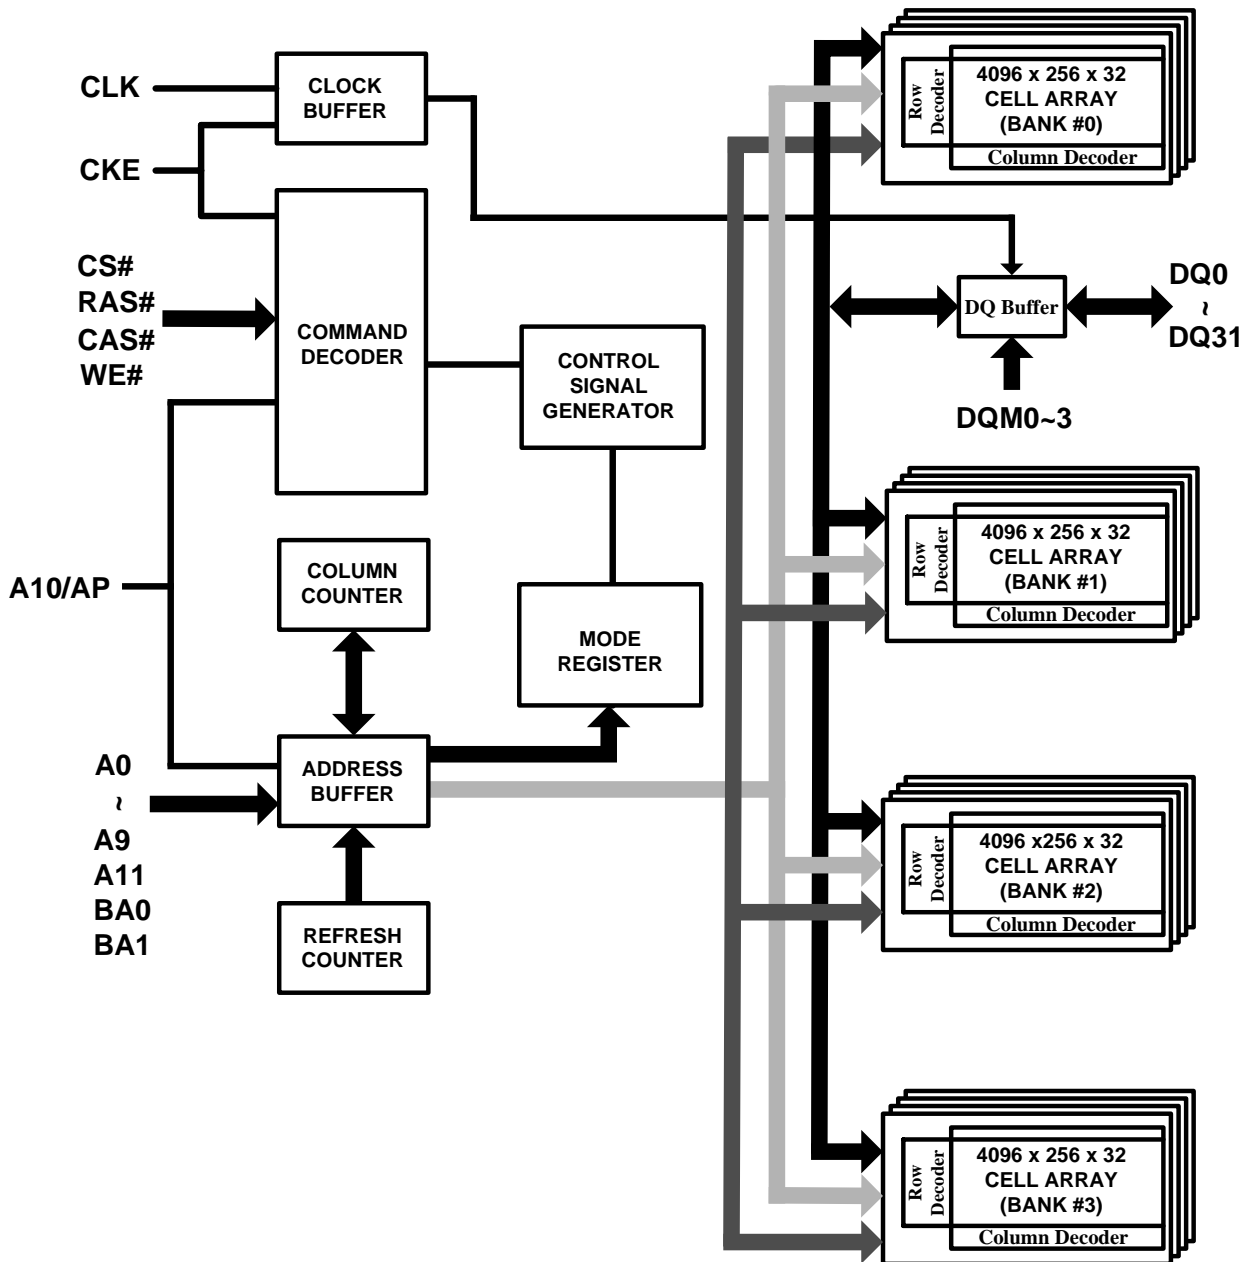 CLK
CKE
CS#
RAS#
CAS#
WE#
A10/AP
A0
~
A9
A11
BA0
BA1
CLOCK
BUFFER
COMMAND
DECODER
COLUMN
COUNTER
ADDRESS
BUFFER
REFRESH
COUNTER
CONTROL
SIGNAL
GENERATOR
MODE
REGISTER
Row
Decoder
4096 x 256 x 32
CELL ARRAY
(BANK #0)
Column Decoder
DQ Buffer
DQ0
~
DQ31
DQM0~3
Row
Decoder
4096 x 256 x 32
CELL ARRAY
(BANK #1)
Column Decoder
Row
Decoder
4096 x256 x 32
CELL ARRAY
(BANK #2)
Column Decoder
Row
Decoder
4096 x 256 x 32
CELL ARRAY
(BANK #3)
Column Decoder